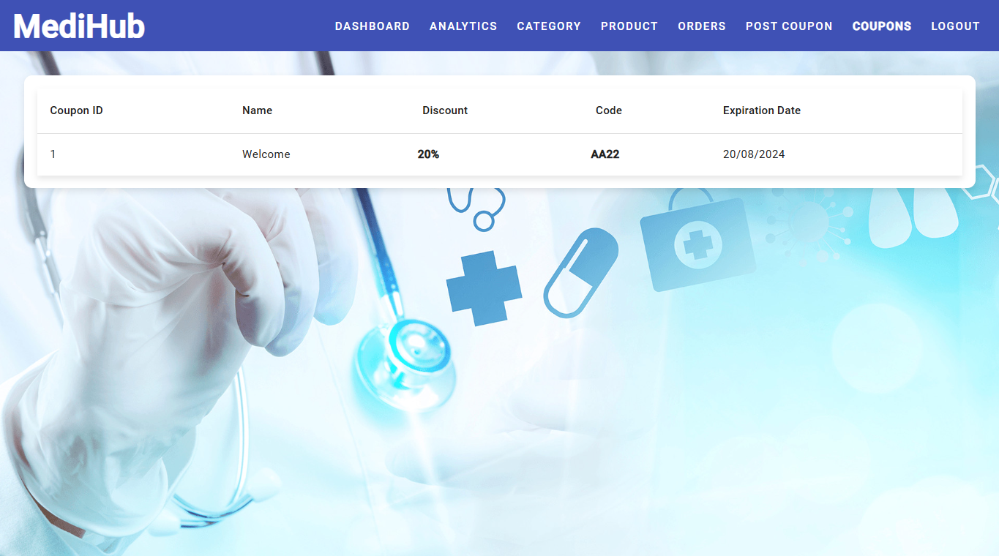 MediHub DASHBOARD ANALYTICS CATEGORY PRODUCT ORDERS POST COUPON COUPONS LOGOUT
Coupon ID Name Discount Code Expiration Date
1 Welcome 20% AA22 20/08/2024